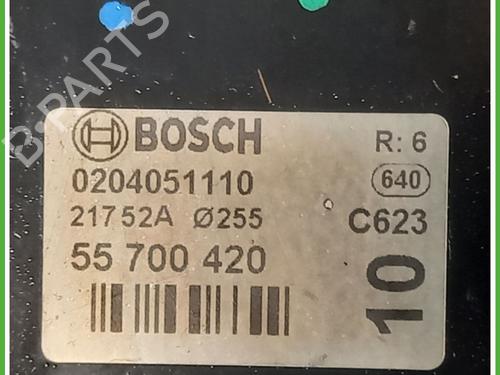 B-PARTS
BOSCH R: 6
0204051110 640
21752A Ø255 C623
55 700 420
10